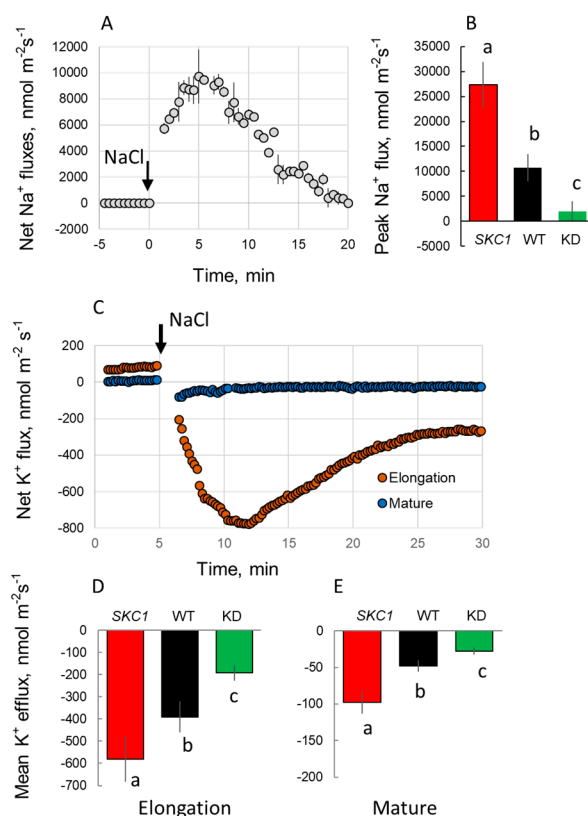 A
Net Na⁺ fluxes, nmol m⁻²s⁻¹
12000
10000
8000
6000
4000
2000
0
-2000
NaCl
-5
0
5
10
15
20
Time, min
B
Peak Na⁺ flux, nmol m⁻²s⁻¹
35000
30000
25000
20000
15000
10000
5000
0
-5000
a
b
c
SKC1 WT KD
C
NaCl
Net K⁺ flux, nmol m⁻²s⁻¹
200
0
-200
-400
-600
-800
Elongation
Mature
0
5
10
15
20
25
30
Time, min
D
SKC1 WT KD
Mean K⁺ efflux, nmol m⁻²s⁻¹
0
-100
-200
-300
-400
-500
-600
-700
a
b
c
Elongation
E
SKC1 WT KD
0
-50
-100
-150
-200
a
b
c
Mature